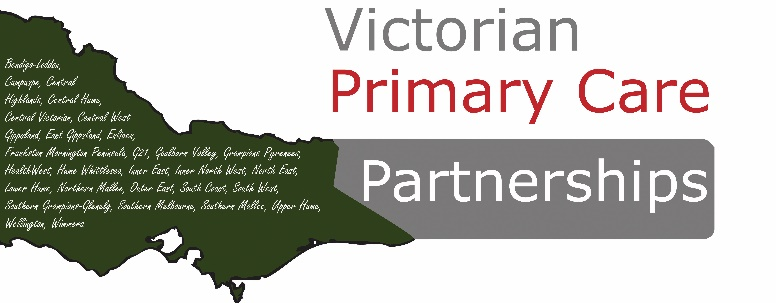 Victorian
Primary Care
Partnerships
Bendigo-Loddon,
Campaspe, Central
Highlands, Central Hume,
Central Victorian, Central West
Gippsland, East Gippsland, Enliven,
Frankston Mornington Peninsula, G21, Goulburn Valley, Grampians Pyrenees,
HealthWest, Hume Whittlesea, Inner East, Inner North West, North East,
Lower Hume, Northern Mallee, Outer East, South Coast, South West,
Southern Grampians-Glenelg, Southern Melbourne, Southern Mallee, Upper Hume,
Wellington, Wimmera